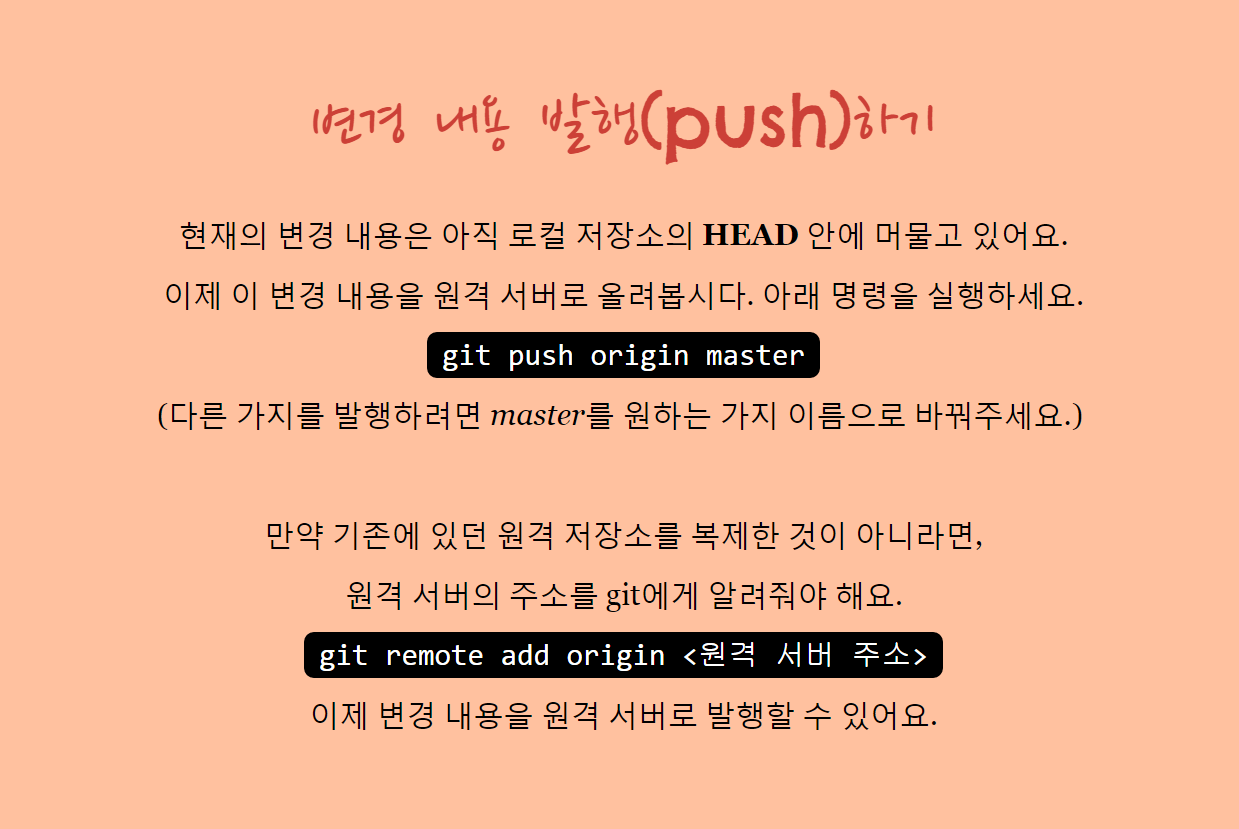 변경 내용 발행(push)하기
현재의 변경 내용은 아직 로컬 저장소의 HEAD 안에 머물고 있어요.
이제 이 변경 내용을 원격 서버로 올려봅시다. 아래 명령을 실행하세요.
git push origin master
(다른 가지를 발행하려면 master를 원하는 가지 이름으로 바꿔주세요.)
만약 기존에 있던 원격 저장소를 복제한 것이 아니라면,
원격 서버의 주소를 git에게 알려줘야 해요.
git remote add origin <원격 서버 주소>
이제 변경 내용을 원격 서버로 발행할 수 있어요.